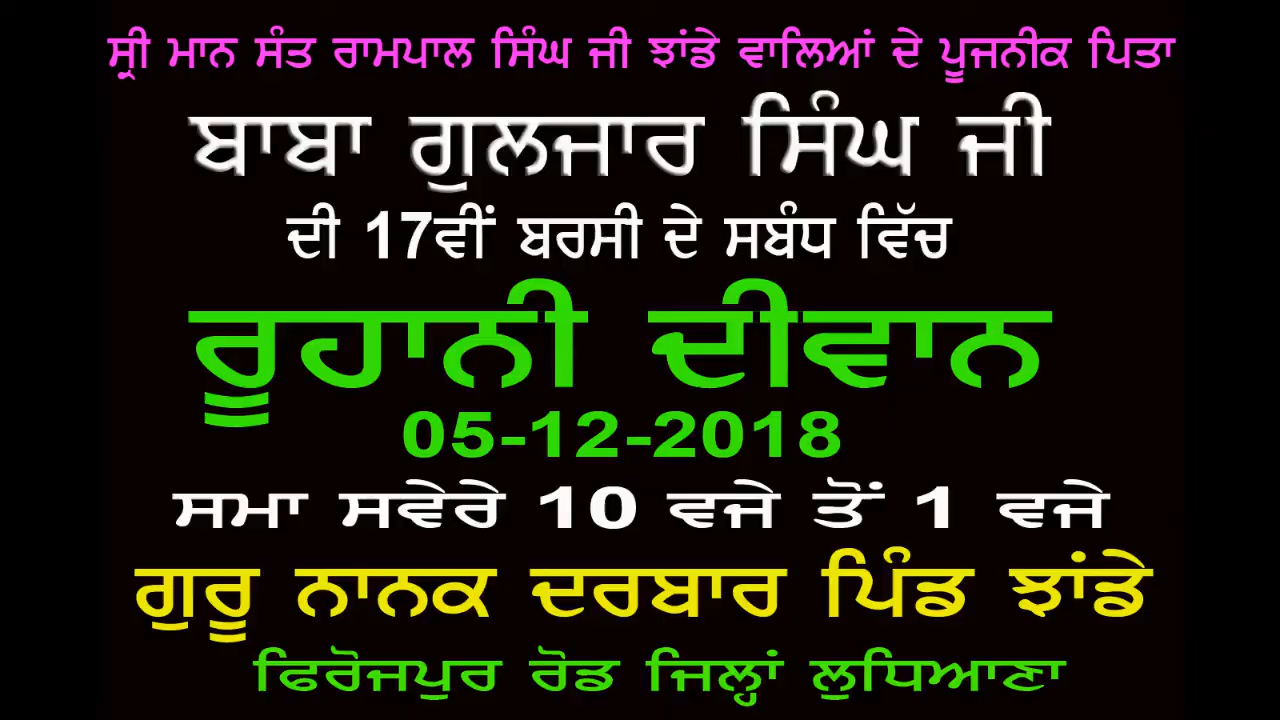 ਸ੍ਰੀ ਮਾਨ ਸੰਤ ਰਾਮਪਾਲ ਸਿੰਘ ਜੀ ਝਾਂਡੇ ਵਾਲਿਆਂ ਦੇ ਪੂਜਨੀਕ ਪਿਤਾ
ਬਾਬਾ ਗੁਲਜਾਰ ਸਿੰਘ ਜੀ
ਦੀ 17ਵੀਂ ਬਰਸੀ ਦੇ ਸਬੰਧ ਵਿੱਚ
ਰੂਹਾਨੀ ਦੀਵਾਨ
05-12-2018
ਸਮਾ ਸਵੇਰੇ 10 ਵਜੇ ਤੋਂ 1 ਵਜੇ
ਗੁਰੂ ਨਾਨਕ ਦਰਬਾਰ ਪਿੰਡ ਝਾਂਡੇ
ਫਿਰੋਜਪੁਰ ਰੋਡ ਜਿਲ੍ਹਾਂ ਲੁਧਿਆਣਾ